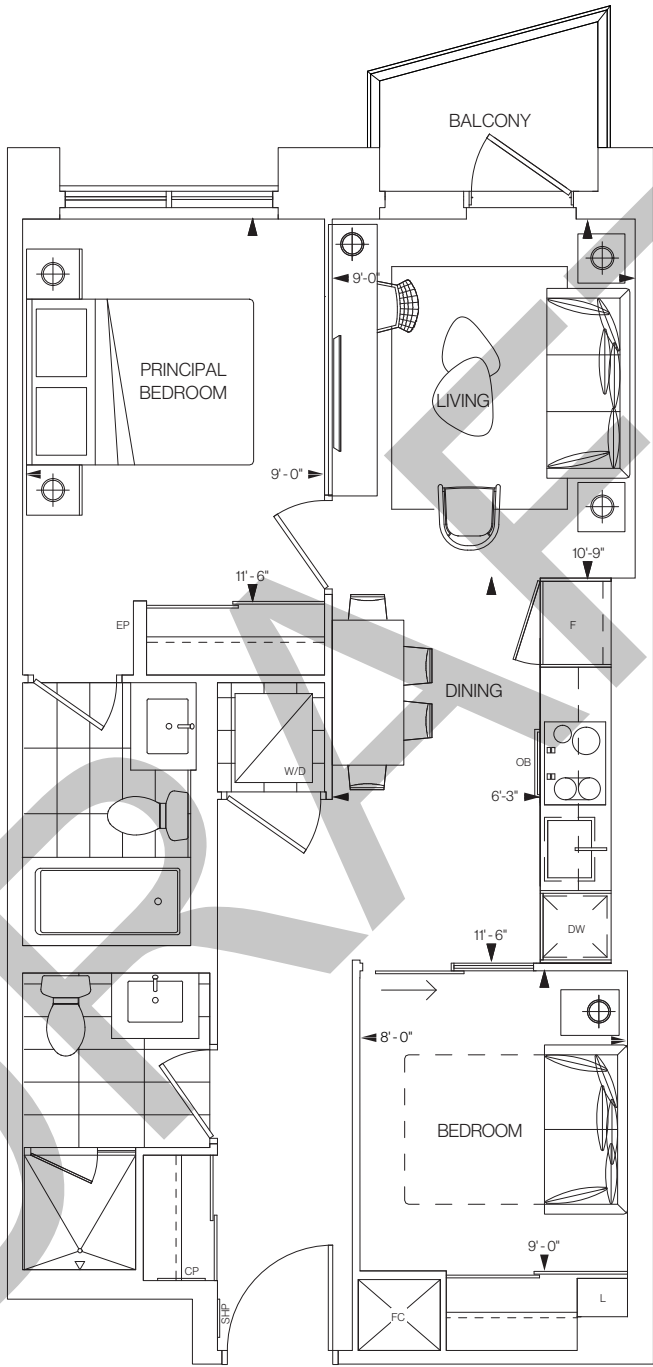 BALCONY
9'-0"
PRINCIPAL
BEDROOM
LIVING
9'-0"
10'-9"
11'-6"
EP
F
DINING
W/D
OB
6'-3"
DW
11'-6"
8'-0"
BEDROOM
9'-0"
CP
L
SHP
FC
DRAFT